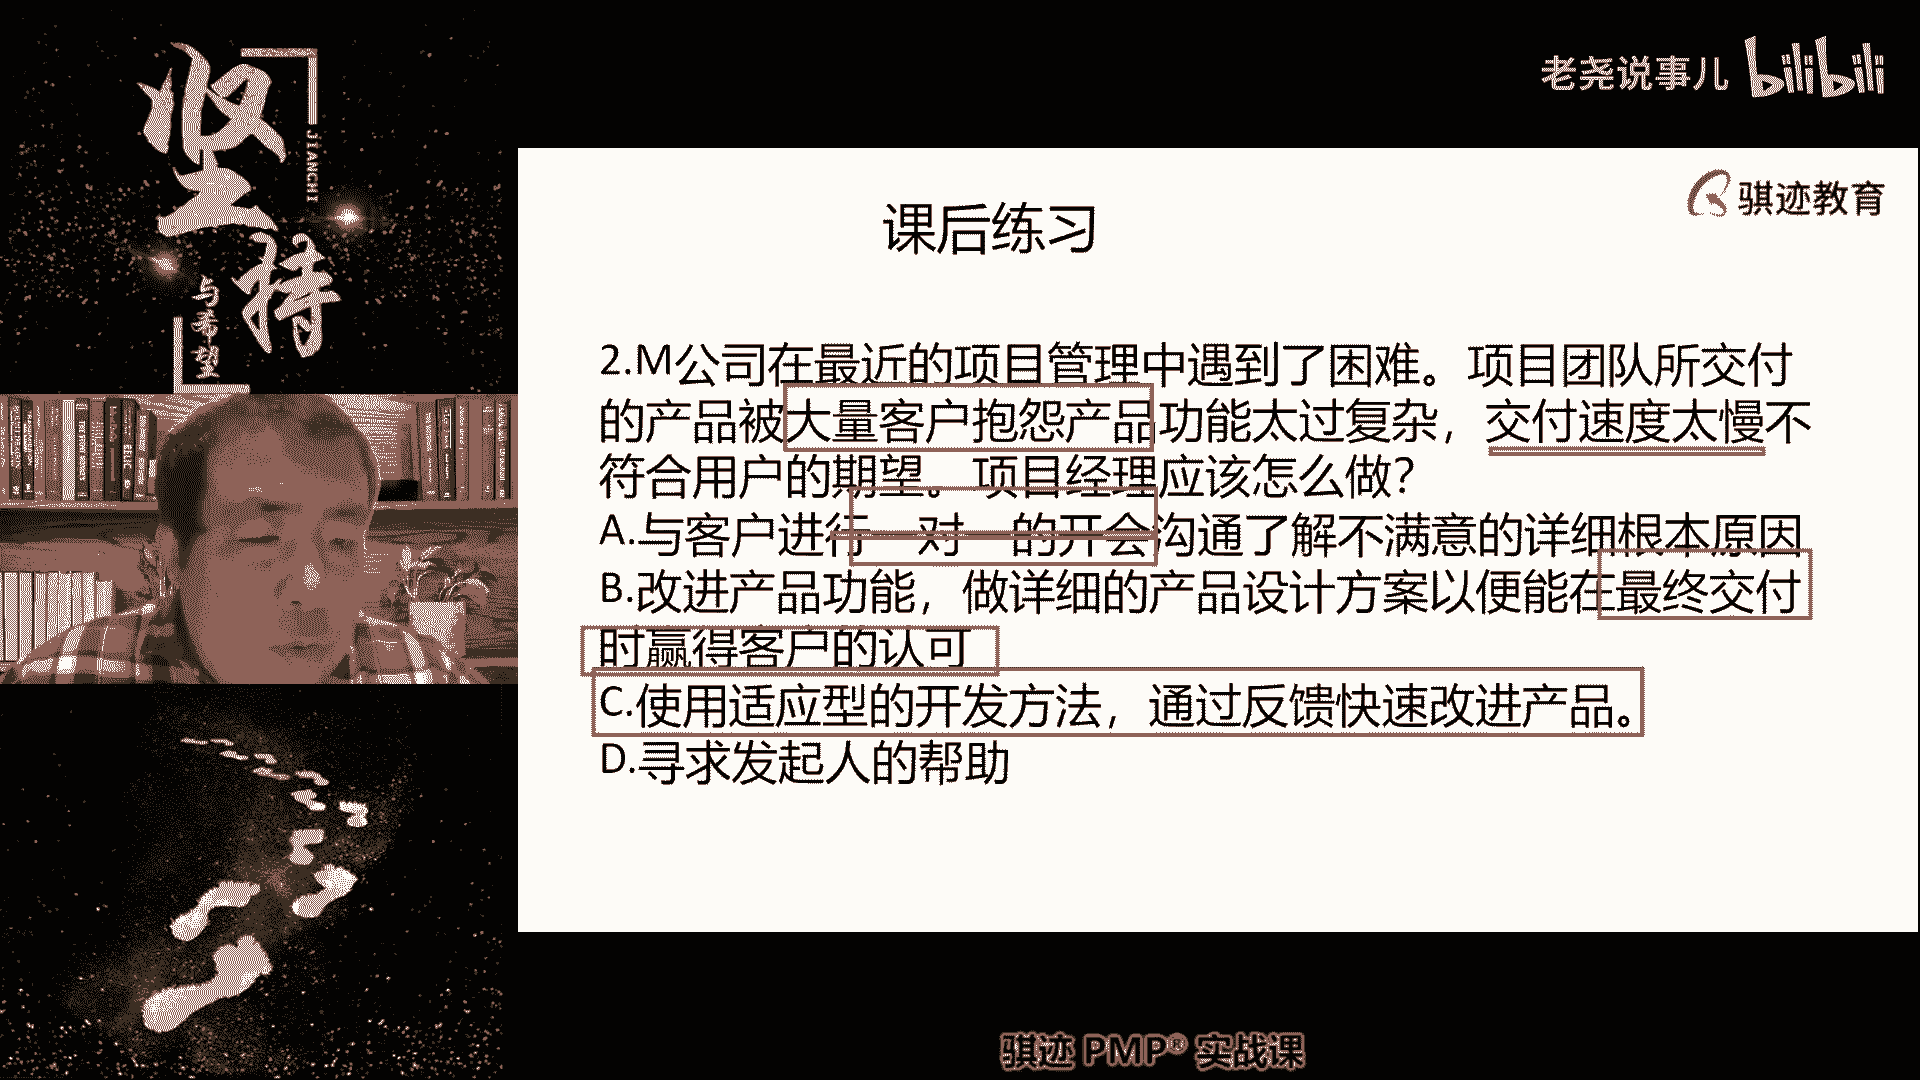 坚持
JIANCHI
与希望
老尧说事儿 bilibili
骐迹教育
课后练习
2.M公司在最近的项目管理中遇到了困难。项目团队所交付
的产品被大量客户抱怨产品功能太过复杂，交付速度太慢不
符合用户的期望。项目经理应该怎么做？
A.与客户进行一对一的开会沟通了解不满意的详细根本原因
B.改进产品功能，做详细的产品设计方案以便能在最终交付
时赢得客户的认可
C.使用适应型的开发方法，通过反馈快速改进产品。
D.寻求发起人的帮助
骐迹 PMP® 实战课